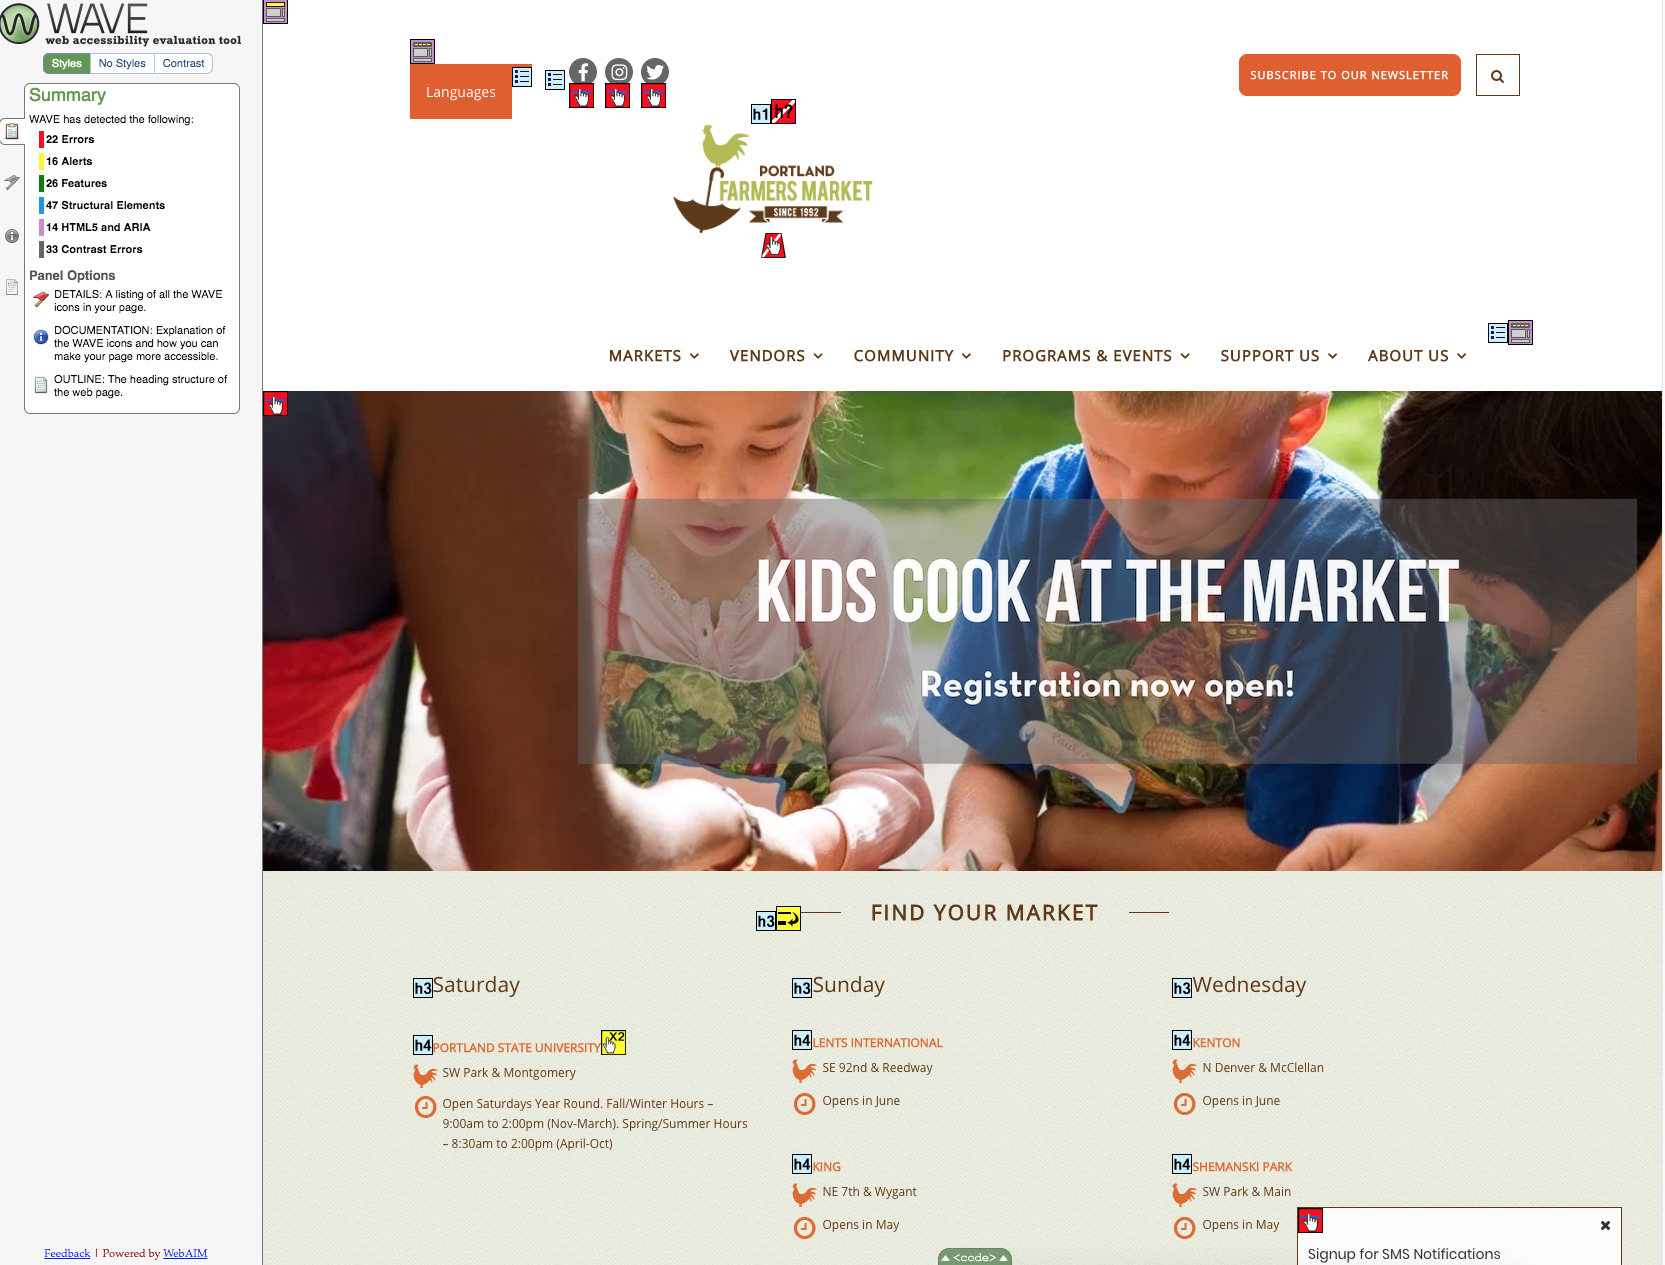 WAVE
web accessibility evaluation tool
Styles
No Styles
Contrast
Summary
WAVE has detected the following:
22 Errors
16 Alerts
26 Features
47 Structural Elements
14 HTML5 and ARIA
33 Contrast Errors
Panel Options
DETAILS: A listing of all the WAVE
icons in your page.
DOCUMENTATION: Explanation of
the WAVE icons and how you can
make your page more accessible.
OUTLINE: The heading structure of
the web page.
Feedback | Powered by WebAIM
Languages
SUBSCRIBE TO OUR NEWSLETTER
h1 h?
PORTLAND
FARMERS MARKET
SINCE 1992
MARKETS
VENDORS
COMMUNITY
PROGRAMS & EVENTS
SUPPORT US
ABOUT US
KIDS COOK AT THE MARKET
Registration now open!
h3 FIND YOUR MARKET
h3 Saturday
h4 PORTLAND STATE UNIVERSITY X2
SW Park & Montgomery
Open Saturdays Year Round. Fall/Winter Hours –
9:00am to 2:00pm (Nov-March). Spring/Summer Hours
– 8:30am to 2:00pm (April-Oct)
h3 Sunday
h4 LENTS INTERNATIONAL
SE 92nd & Reedway
Opens in June
h4 KING
NE 7th & Wygant
Opens in May
h3 Wednesday
h4 KENTON
N Denver & McClellan
Opens in June
h4 SHEMANSKI PARK
SW Park & Main
Opens in May
<code>
Signup for SMS Notifications